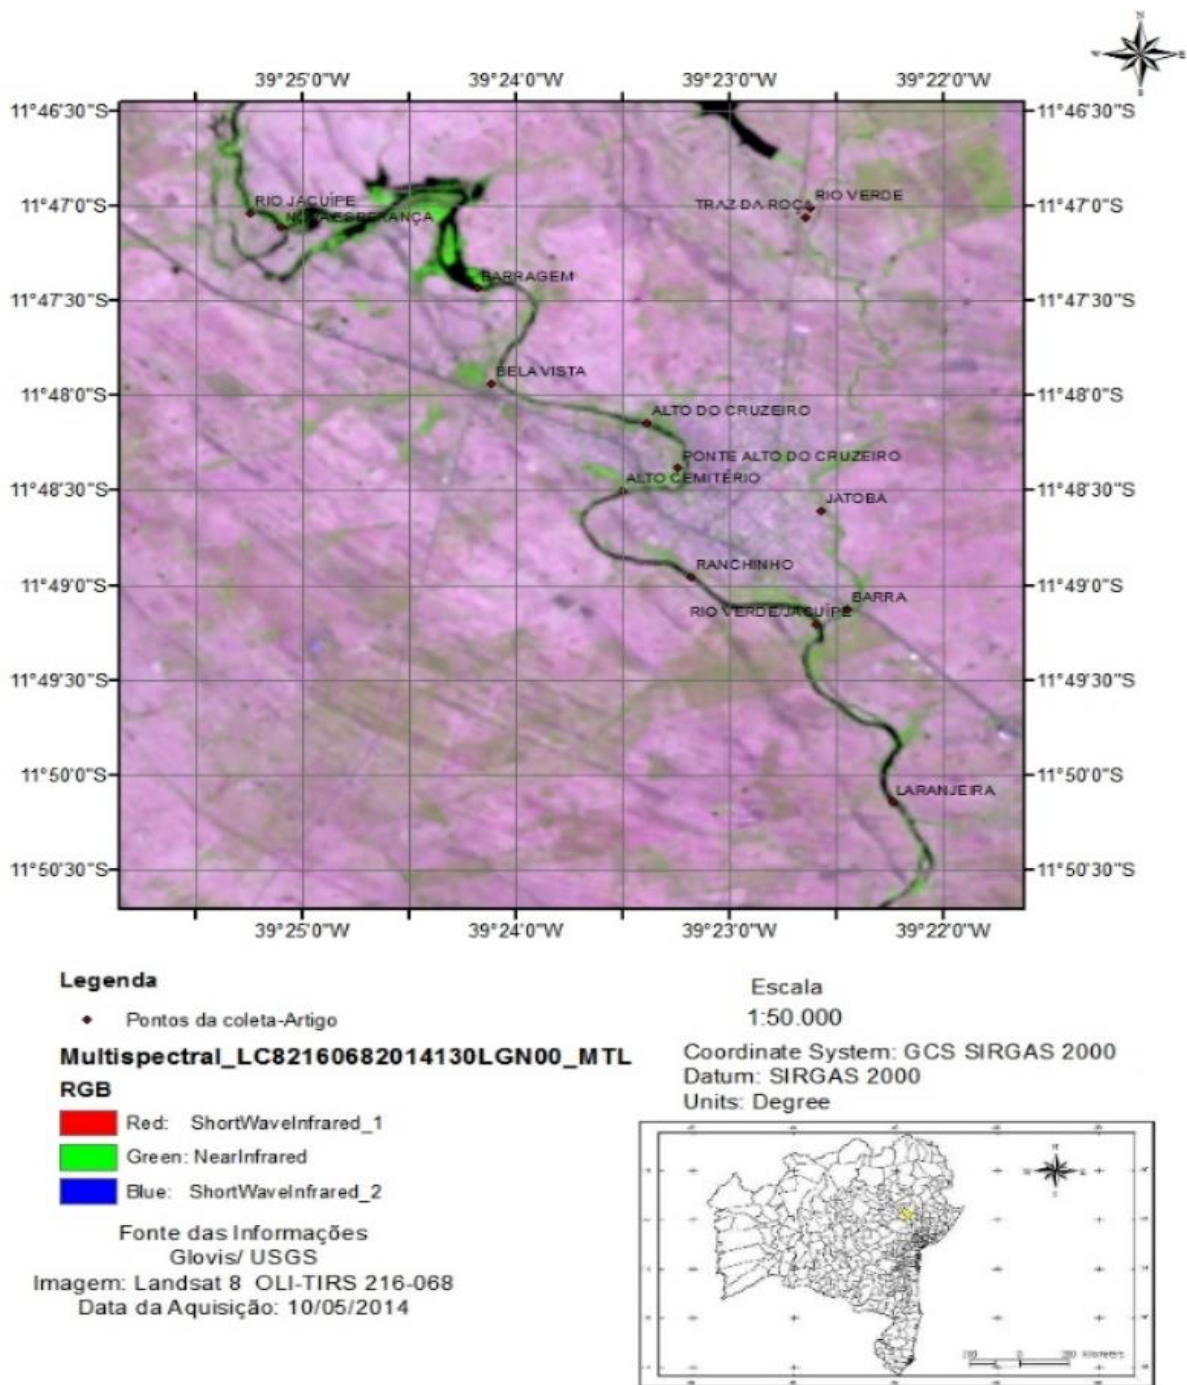 N
W E
S
39°25'0"W 39°24'0"W 39°23'0"W 39°22'0"W
11°46'30"S 11°46'30"S
11°47'0"S 11°47'0"S
11°47'30"S 11°47'30"S
11°48'0"S 11°48'0"S
11°48'30"S 11°48'30"S
11°49'0"S 11°49'0"S
11°49'30"S 11°49'30"S
11°50'0"S 11°50'0"S
11°50'30"S 11°50'30"S
RIO JACUÍPE
NOVA ESPERANÇA
RIO VERDE
TRAZ DA ROÇA
BARRAGEM
BELA VISTA
ALTO DO CRUZEIRO
PONTE ALTO DO CRUZEIRO
ALTO CEMITÉRIO
JATOBÁ
RANCHINHO
BARRA
RIO VERDE/JACUÍPE
LARANJEIRA
39°25'0"W 39°24'0"W 39°23'0"W 39°22'0"W
Legenda
Pontos da coleta-Artigo
Multispectral_LC82160682014130LGN00_MTL
RGB
Red: ShortWaveInfrared_1
Green: NearInfrared
Blue: ShortWaveInfrared_2
Fonte das Informações
Glovis/ USGS
Imagem: Landsat 8 OLI-TIRS 216-068
Data da Aquisição: 10/05/2014
Escala
1:50.000
Coordinate System: GCS SIRGAS 2000
Datum: SIRGAS 2000
Units: Degree
Kilometers